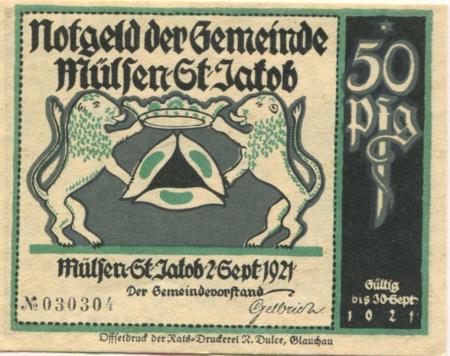 Notgeld der Gemeinde
Mülsen St. Jakob
50
Pfg
Mülsen-St. Jakob 2 Sept 1921
Der Gemeindevorstand
Gültig
bis 30 Sept.
1921
№ 030304
Offsetdruck der Rats-Druckerei R. Dulce, Glauchau